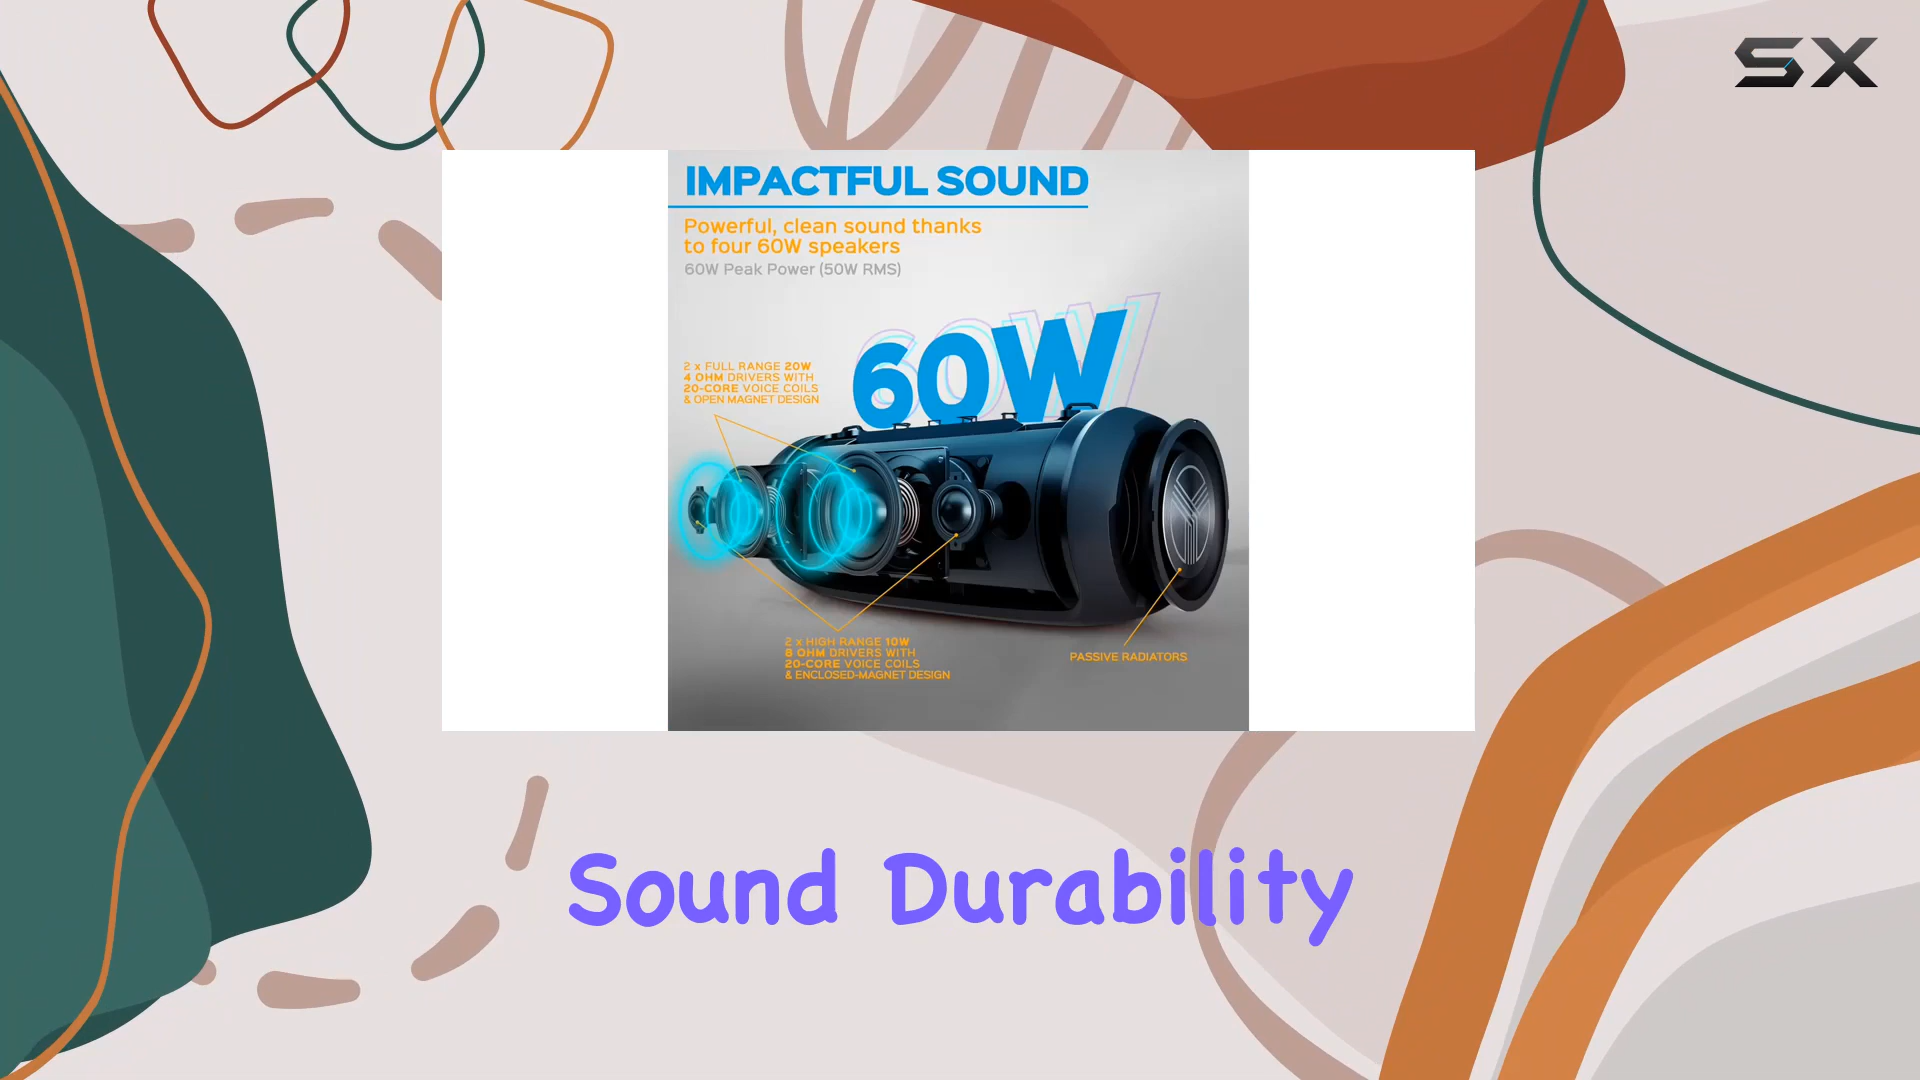 SX
IMPACTFUL SOUND
Powerful, clean sound thanks
to four 60W speakers
60W Peak Power (50W RMS)
60W
2 x FULL RANGE 20W
4 OHM DRIVERS WITH
20-CORE VOICE COILS
& OPEN MAGNET DESIGN
2 x HIGH RANGE 10W
8 OHM DRIVERS WITH
20-CORE VOICE COILS
& ENCLOSED-MAGNET DESIGN
PASSIVE RADIATORS
Sound Durability